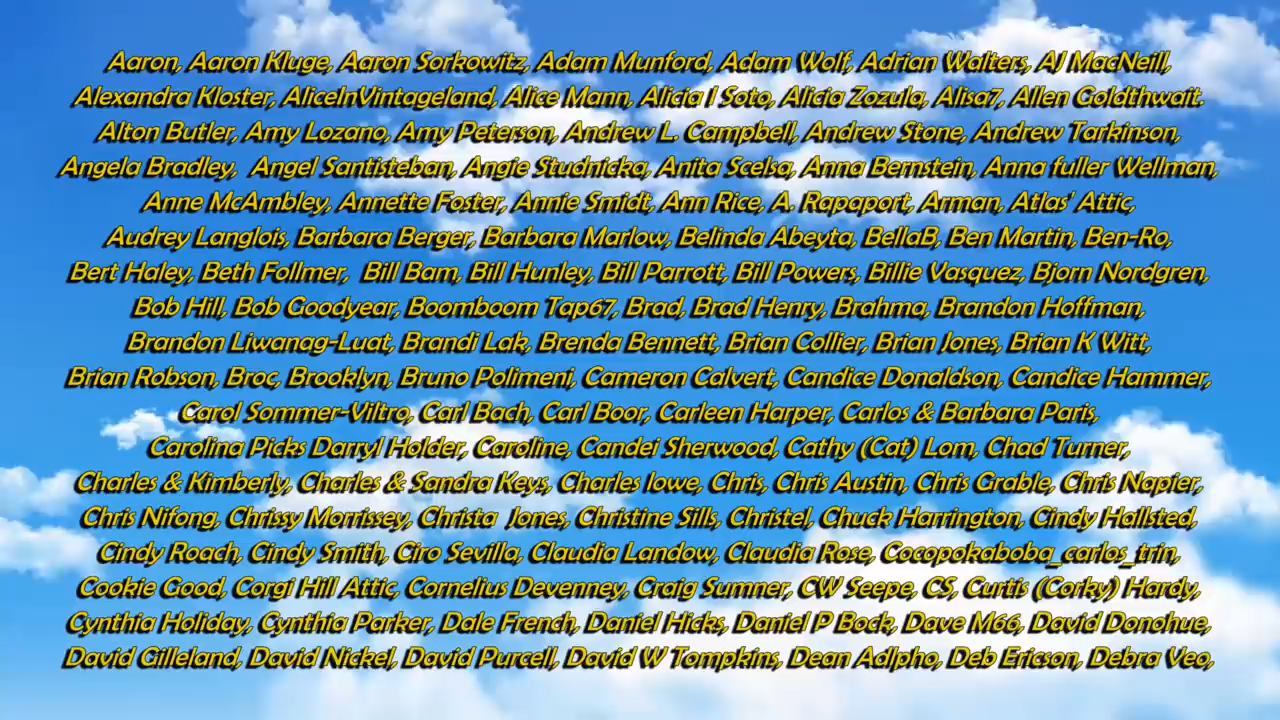 Aaron, Aaron Kluge, Aaron Sorkowitz, Adam Munford, Adam Wolf, Adrian Walters, AJ MacNeill,
Alexandra Kloster, AliceInVintageland, Alice Mann, Alicia I Soto, Alicia Zozula, Alisa7, Allen Goldthwait.
Alton Butler, Amy Lozano, Amy Peterson, Andrew L. Campbell, Andrew Stone, Andrew Tarkinson,
Angela Bradley, Angel Santisteban, Angie Studnicka, Anita Scelsa, Anna Bernstein, Anna fuller Wellman,
Anne McAmbley, Annette Foster, Annie Smidt, Ann Rice, A. Rapaport, Arman, Atlas' Attic,
Audrey Langlois, Barbara Berger, Barbara Marlow, Belinda Abeyta, BellaB, Ben Martin, Ben-Ro,
Bert Haley, Beth Follmer, Bill Bam, Bill Hunley, Bill Parrott, Bill Powers, Billie Vasquez, Bjorn Nordgren,
Bob Hill, Bob Goodyear, Boomboom Tap67, Brad, Brad Henry, Brahma, Brandon Hoffman,
Brandon Liwanag-Luat, Brandi Lak, Brenda Bennett, Brian Collier, Brian Jones, Brian K Witt,
Brian Robson, Broc, Brooklyn, Bruno Polimeni, Cameron Calvert, Candice Donaldson, Candice Hammer,
Carol Sommer-Viltro, Carl Bach, Carl Boor, Carleen Harper, Carlos & Barbara Paris,
Carolina Picks Darryl Holder, Caroline, Candei Sherwood, Cathy (Cat) Lom, Chad Turner,
Charles & Kimberly, Charles & Sandra Keys, Charles lowe, Chris, Chris Austin, Chris Grable, Chris Napier,
Chris Nifong, Chrissy Morrissey, Christa Jones, Christine Sills, Christel, Chuck Harrington, Cindy Hallsted,
Cindy Roach, Cindy Smith, Ciro Sevilla, Claudia Landow, Claudia Rose, Cocopokaboba_carlos_trin,
Cookie Good, Corgi Hill Attic, Cornelius Devenney, Craig Sumner, CW Seepe, CS, Curtis (Corky) Hardy,
Cynthia Holiday, Cynthia Parker, Dale French, Daniel Hicks, Daniel P Bock, Dave M66, David Donohue,
David Gilleland, David Nickel, David Purcell, David W Tompkins, Dean Adlpho, Deb Ericson, Debra Veo,